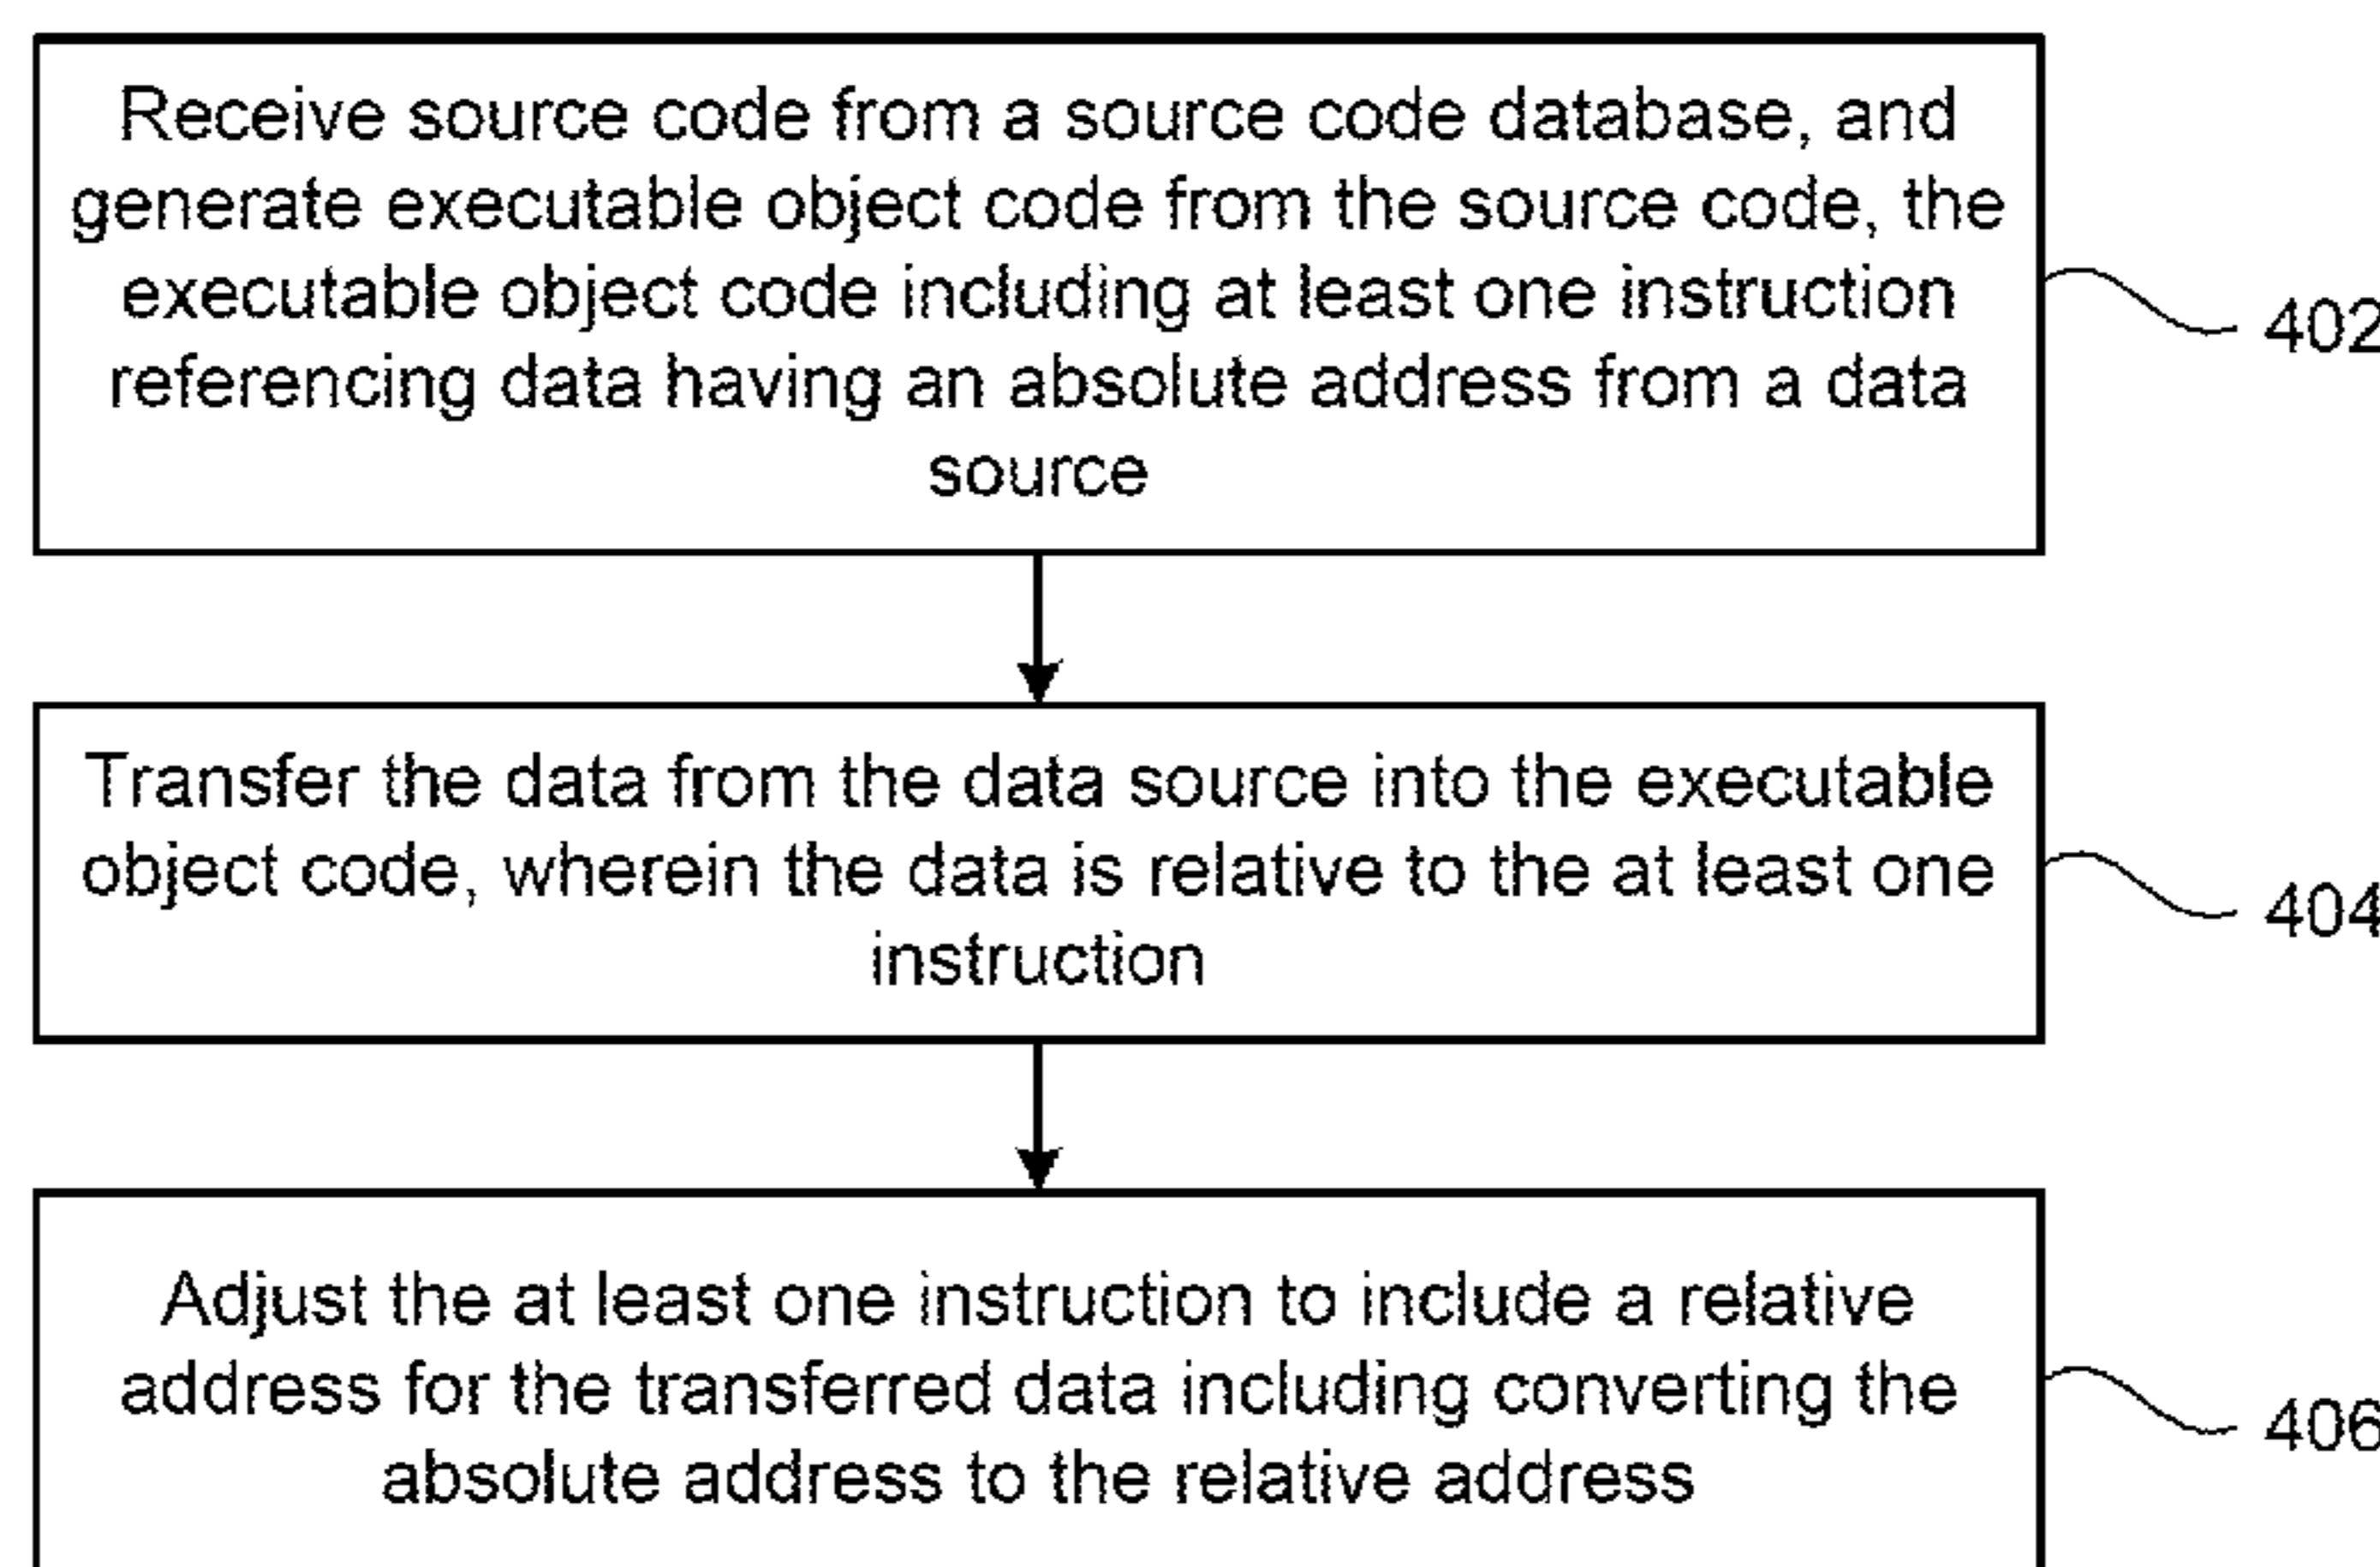 Receive source code from a source code database, and
generate executable object code from the source code, the
executable object code including at least one instruction
referencing data having an absolute address from a data
source
402
Transfer the data from the data source into the executable
object code, wherein the data is relative to the at least one
instruction
404
Adjust the at least one instruction to include a relative
address for the transferred data including converting the
absolute address to the relative address
406